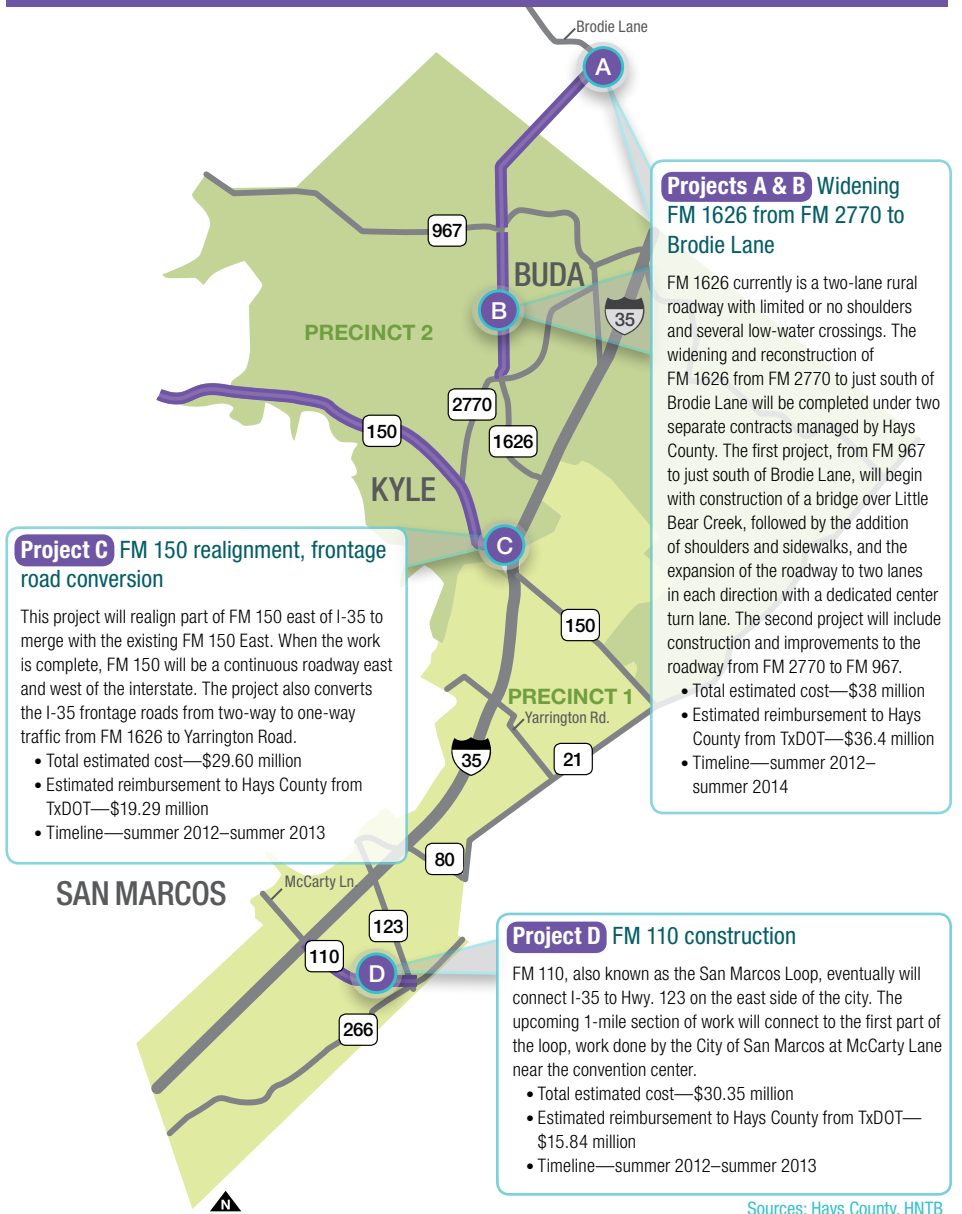 Brodie Lane
A
Projects A & B Widening
FM 1626 from FM 2770 to
Brodie Lane
FM 1626 currently is a two-lane rural
roadway with limited or no shoulders
and several low-water crossings. The
widening and reconstruction of
FM 1626 from FM 2770 to just south of
Brodie Lane will be completed under two
separate contracts managed by Hays
County. The first project, from FM 967
to just south of Brodie Lane, will begin
with construction of a bridge over Little
Bear Creek, followed by the addition
of shoulders and sidewalks, and the
expansion of the roadway to two lanes
in each direction with a dedicated center
turn lane. The second project will include
construction and improvements to the
roadway from FM 2770 to FM 967.
• Total estimated cost—$38 million
• Estimated reimbursement to Hays
County from TxDOT—$36.4 million
• Timeline—summer 2012–
summer 2014
967
BUDA
B
35
PRECINCT 2
2770
150
1626
KYLE
C
Project C FM 150 realignment, frontage
road conversion
This project will realign part of FM 150 east of I-35 to
merge with the existing FM 150 East. When the work
is complete, FM 150 will be a continuous roadway east
and west of the interstate. The project also converts
the I-35 frontage roads from two-way to one-way
traffic from FM 1626 to Yarrington Road.
• Total estimated cost—$29.60 million
• Estimated reimbursement to Hays County from
TxDOT—$19.29 million
• Timeline—summer 2012–summer 2013
150
PRECINCT 1
Yarrington Rd.
35
21
80
SAN MARCOS
McCarty Ln.
123
110
D
266
Project D FM 110 construction
FM 110, also known as the San Marcos Loop, eventually will
connect I-35 to Hwy. 123 on the east side of the city. The
upcoming 1-mile section of work will connect to the first part of
the loop, work done by the City of San Marcos at McCarty Lane
near the convention center.
• Total estimated cost—$30.35 million
• Estimated reimbursement to Hays County from TxDOT—
$15.84 million
• Timeline—summer 2012–summer 2013
N
Sources: Hays County, HNTB